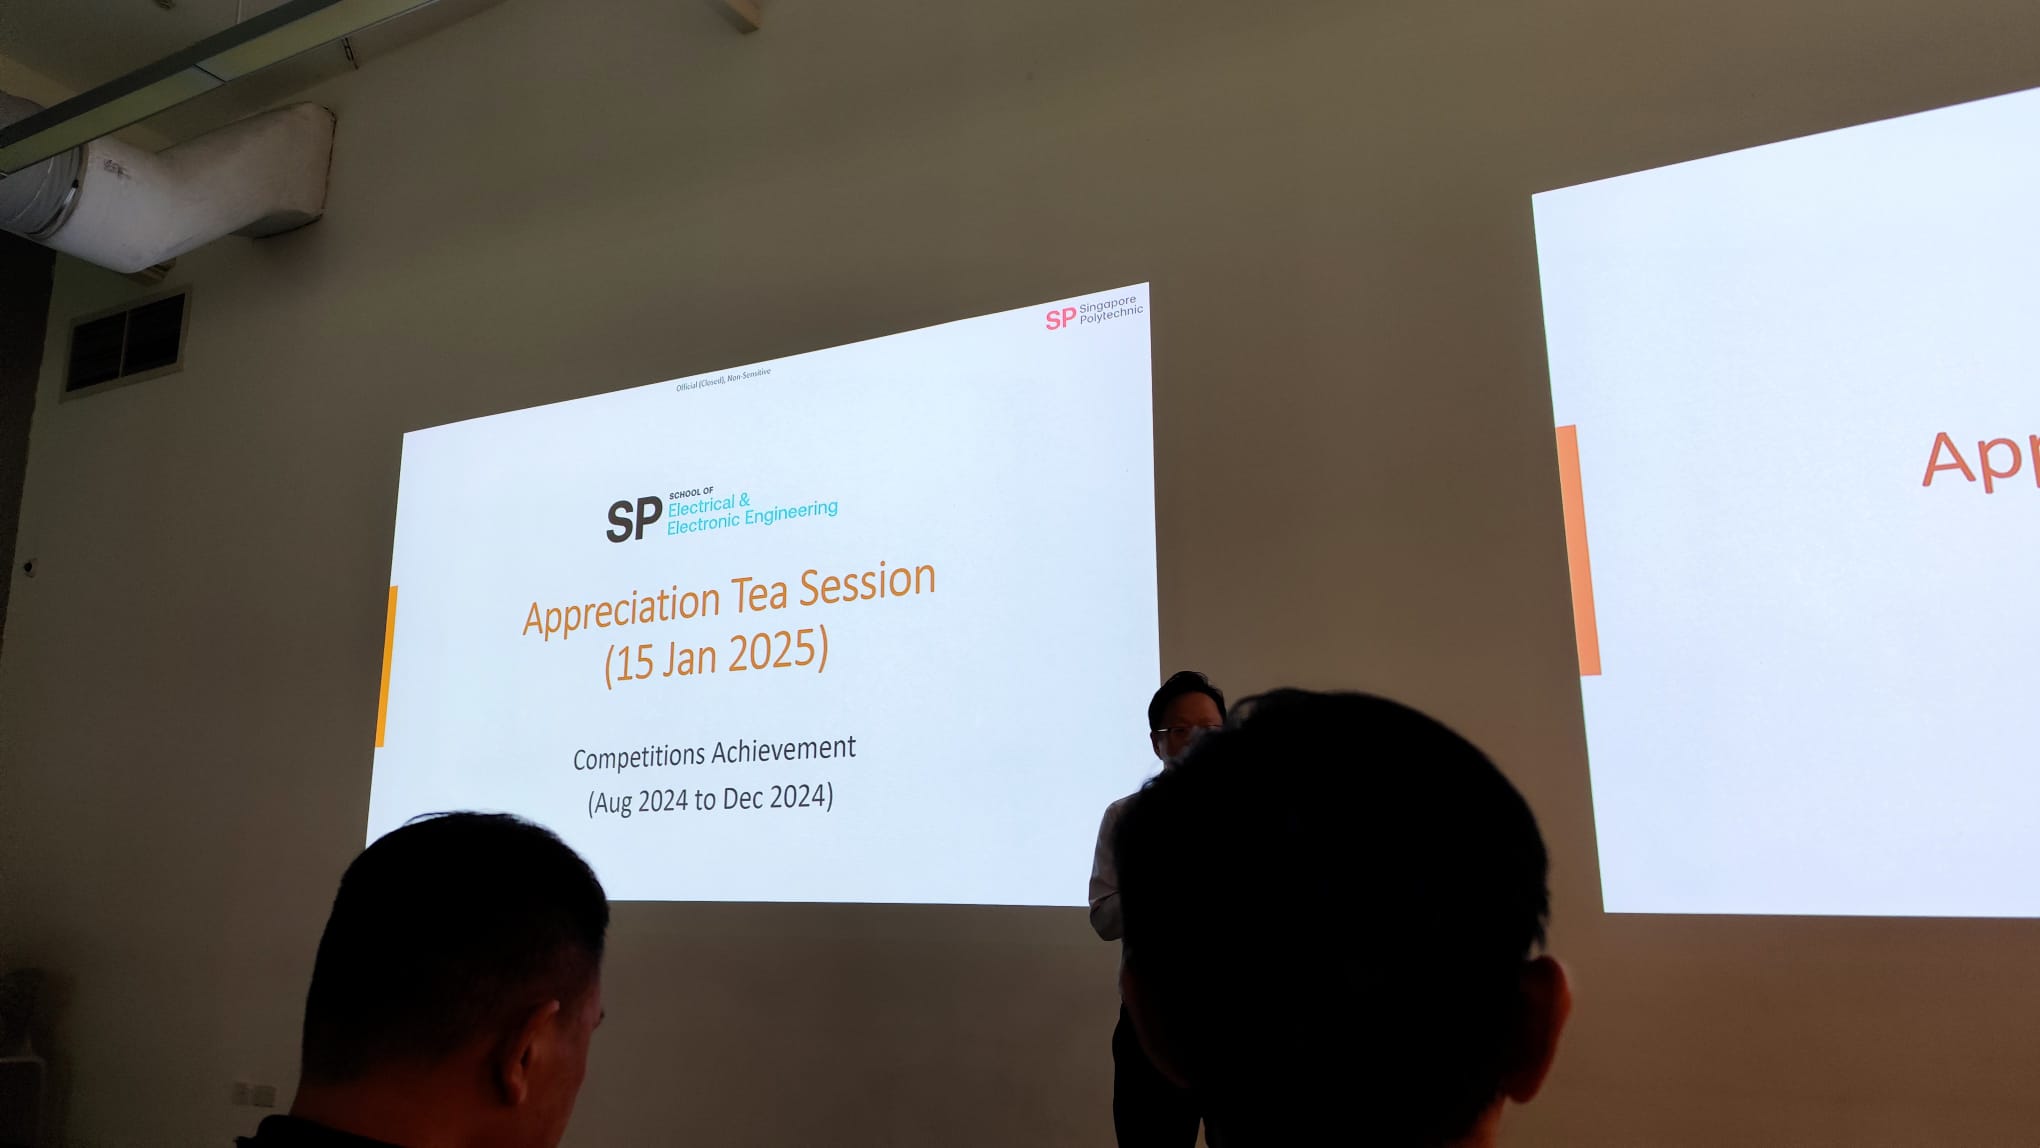 SP Singapore
Polytechnic
Official (Closed), Non-Sensitive
SP SCHOOL OF
Electrical &
Electronic Engineering
Appreciation Tea Session
(15 Jan 2025)
Competitions Achievement
(Aug 2024 to Dec 2024)
App